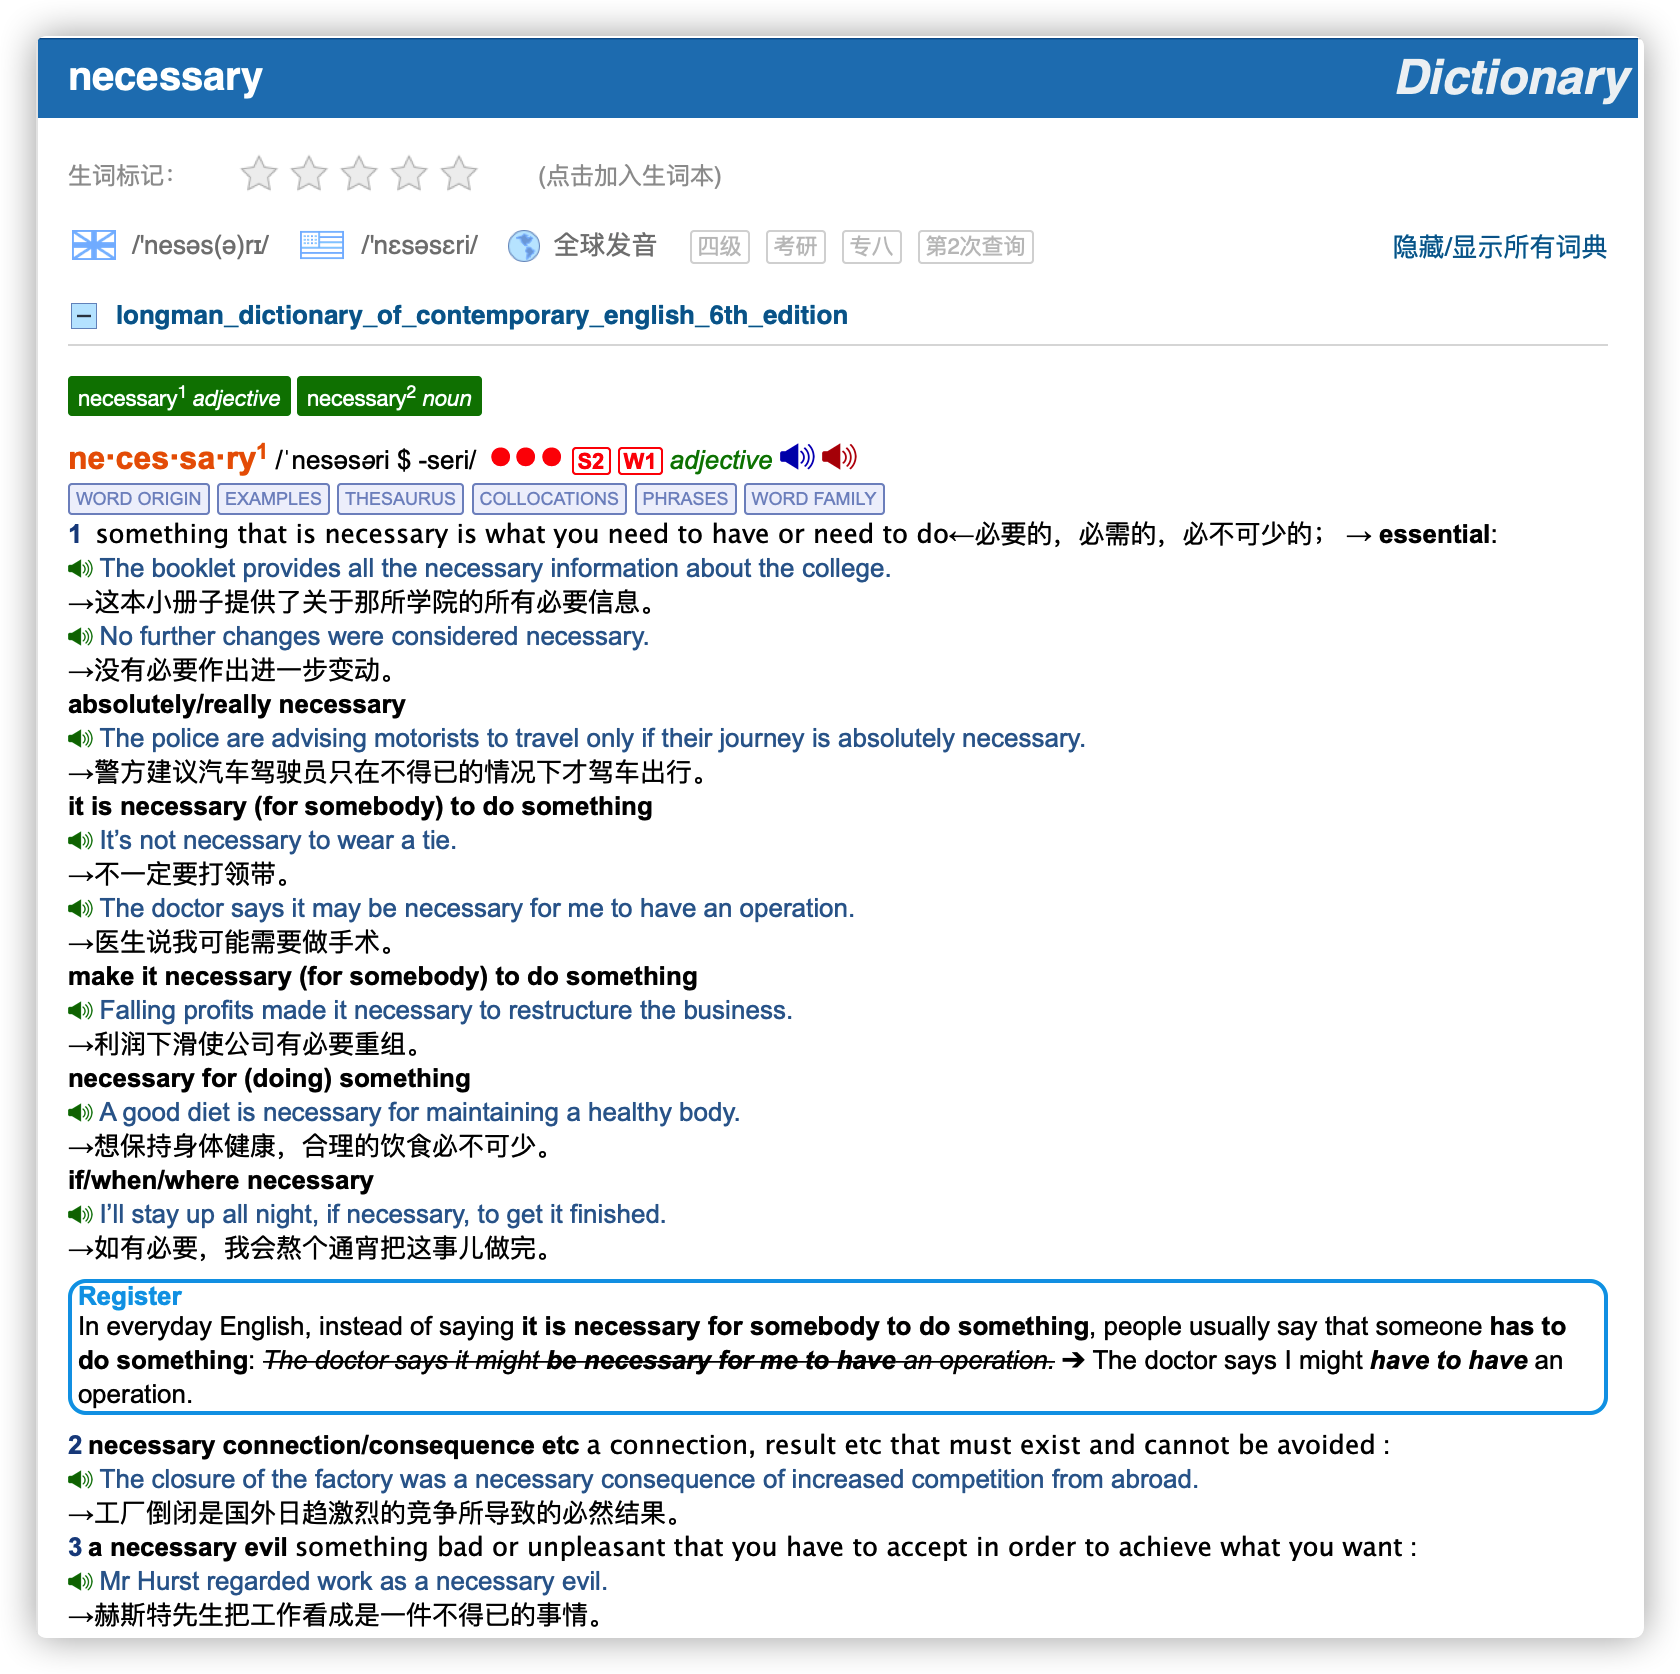 necessary
Dictionary
生词标记：
(点击加入生词本)
/'nesəs(ə)rɪ/ /'nɛsəsɛri/ 全球发音 四级 考研 专八 第2次查询 隐藏/显示所有词典
longman_dictionary_of_contemporary_english_6th_edition
necessary1 adjective necessary2 noun
ne·ces·sa·ry1 /ˈnesəsəri $ -seri/ ●●● S2 W1 adjective
WORD ORIGIN EXAMPLES THESAURUS COLLOCATIONS PHRASES WORD FAMILY
1 something that is necessary is what you need to have or need to do←必要的，必需的，必不可少的； → essential:
The booklet provides all the necessary information about the college.
→这本小册子提供了关于那所学院的所有必要信息。
No further changes were considered necessary.
→没有必要作出进一步变动。
absolutely/really necessary
The police are advising motorists to travel only if their journey is absolutely necessary.
→警方建议汽车驾驶员只在不得已的情况下才驾车出行。
it is necessary (for somebody) to do something
It’s not necessary to wear a tie.
→不一定要打领带。
The doctor says it may be necessary for me to have an operation.
→医生说我可能需要做手术。
make it necessary (for somebody) to do something
Falling profits made it necessary to restructure the business.
→利润下滑使公司有必要重组。
necessary for (doing) something
A good diet is necessary for maintaining a healthy body.
→想保持身体健康，合理的饮食必不可少。
if/when/where necessary
I’ll stay up all night, if necessary, to get it finished.
→如有必要，我会熬个通宵把这事儿做完。
Register
In everyday English, instead of saying it is necessary for somebody to do something, people usually say that someone has to
do something: The doctor says it might be necessary for me to have an operation. ➔ The doctor says I might have to have an
operation.
2 necessary connection/consequence etc a connection, result etc that must exist and cannot be avoided :
The closure of the factory was a necessary consequence of increased competition from abroad.
→工厂倒闭是国外日趋激烈的竞争所导致的必然结果。
3 a necessary evil something bad or unpleasant that you have to accept in order to achieve what you want :
Mr Hurst regarded work as a necessary evil.
→赫斯特先生把工作看成是一件不得已的事情。